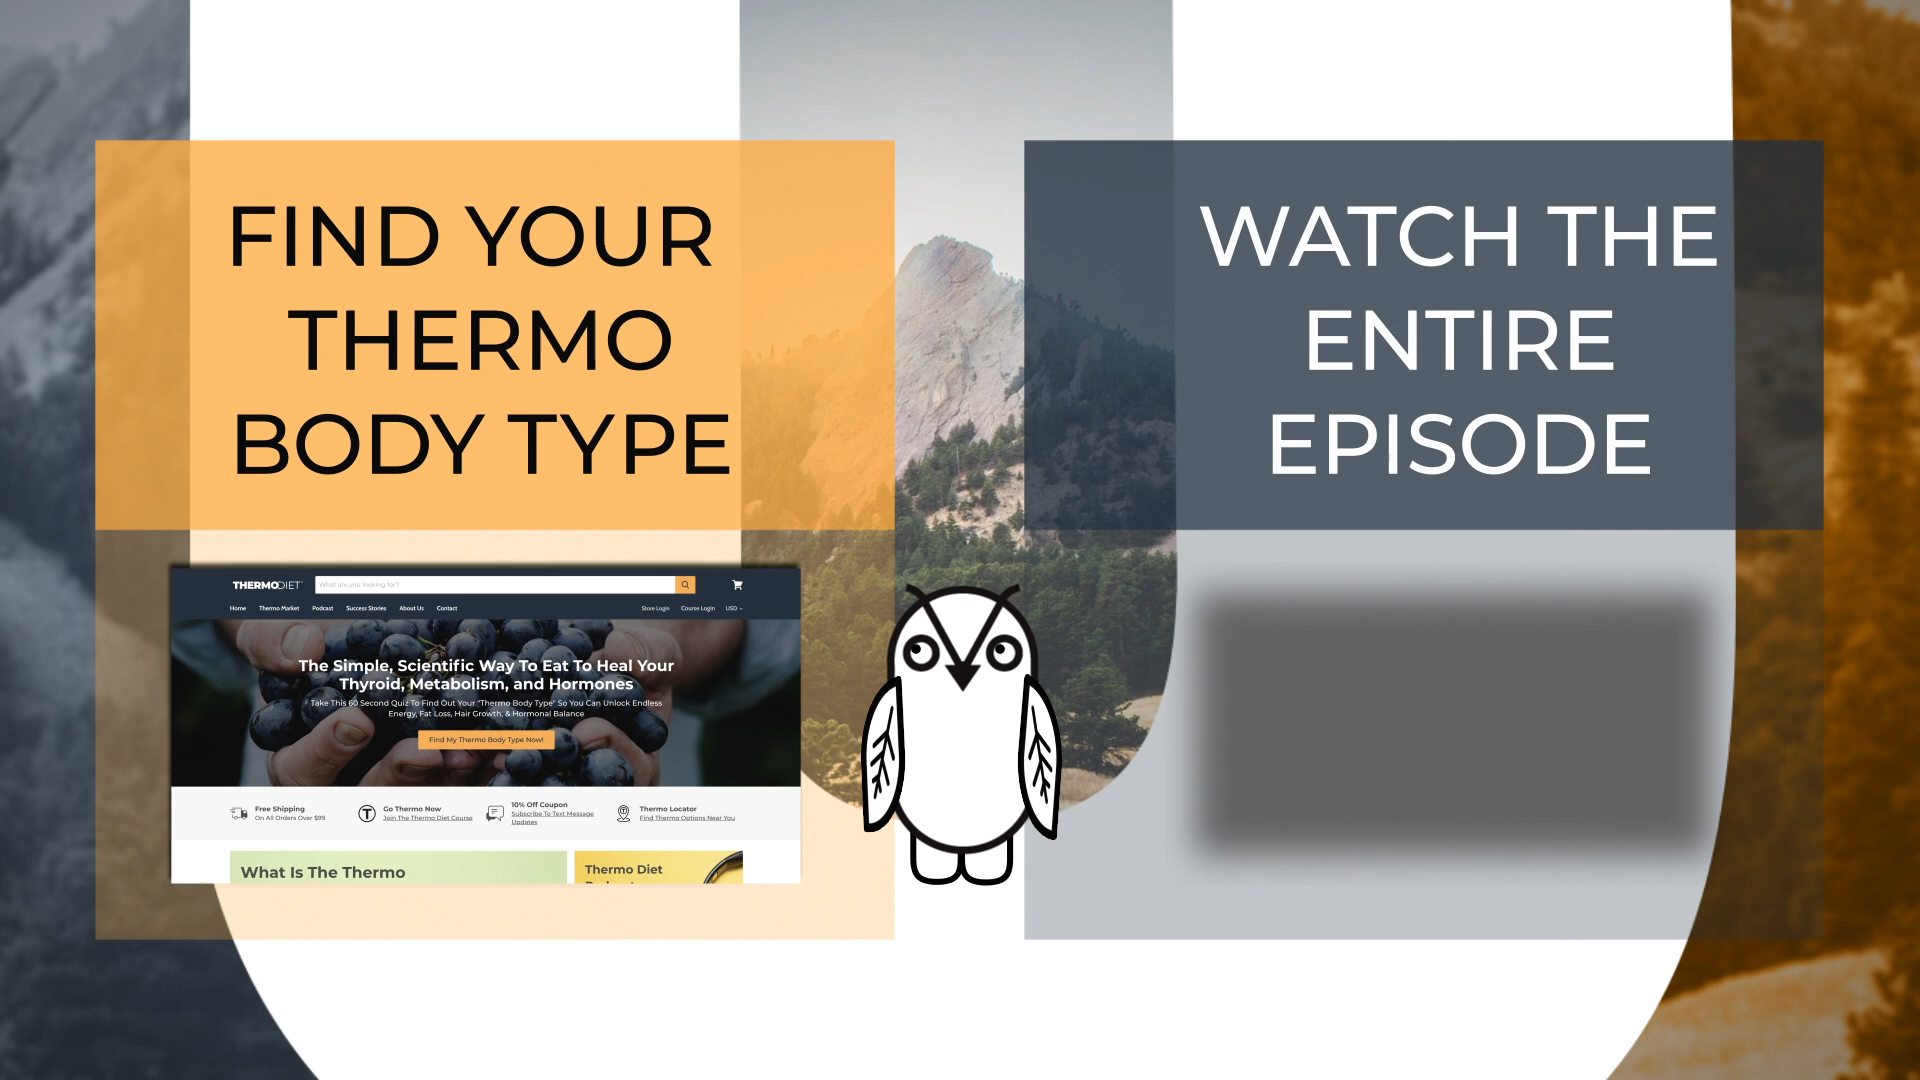 FIND YOUR
THERMO
BODY TYPE
WATCH THE
ENTIRE
EPISODE
THERMODIET
What are you looking for?
Home Thermo Market Podcast Success Stories About Us Contact Store Login Course Login USD
The Simple, Scientific Way To Eat To Heal Your
Thyroid, Metabolism, and Hormones
Take This 60 Second Quiz To Find Out Your "Thermo Body Type" So You Can Unlock Endless
Energy, Fat Loss, Hair Growth, & Hormonal Balance
Find My Thermo Body Type Now!
Free Shipping
On All Orders Over $99
Go Thermo Now
Join The Thermo Diet Course
10% Off Coupon
Subscribe To Text Message
Updates
Thermo Locator
Find Thermo Options Near You
What Is The Thermo
Thermo Diet